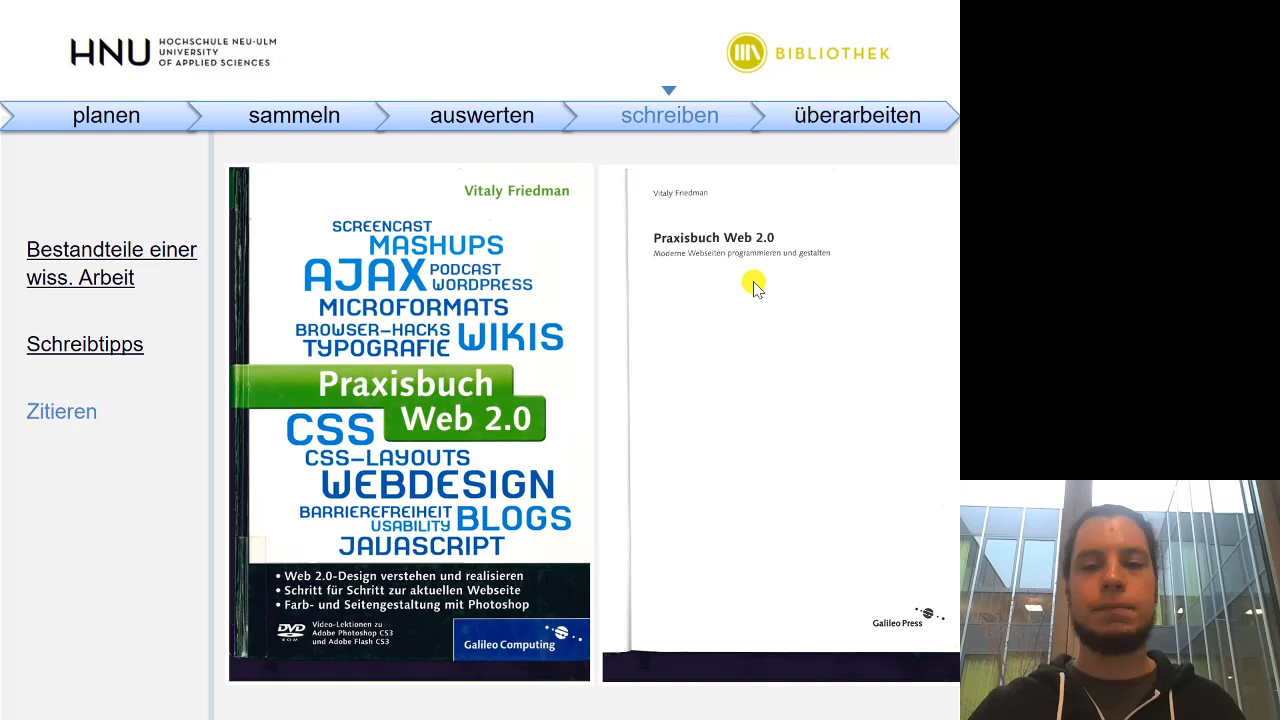 HNU HOCHSCHULE NEU-ULM
UNIVERSITY
OF APPLIED SCIENCES
BIBLIOTHEK
planen
sammeln
auswerten
schreiben
überarbeiten
Bestandteile einer
wiss. Arbeit
Schreibtipps
Zitieren
Vitaly Friedman
SCREENCAST
MASHUPS
AJAX PODCAST
WORDPRESS
MICROFORMATS
BROWSER-HACKS WIKIS
TYPOGRAFIE
Praxisbuch
Web 2.0
CSS
CSS-LAYOUTS
WEBDESIGN
BARRIEREFREIHEIT BLOGS
USABILITY
JAVASCRIPT
• Web 2.0-Design verstehen und realisieren
• Schritt für Schritt zur aktuellen Webseite
• Farb- und Seitengestaltung mit Photoshop
DVD ROM
Video-Lektionen zu
Adobe Photoshop CS3
und Adobe Flash CS3
Galileo Computing
Vitaly Friedman
Praxisbuch Web 2.0
Moderne Webseiten programmieren und gestalten
Galileo Press